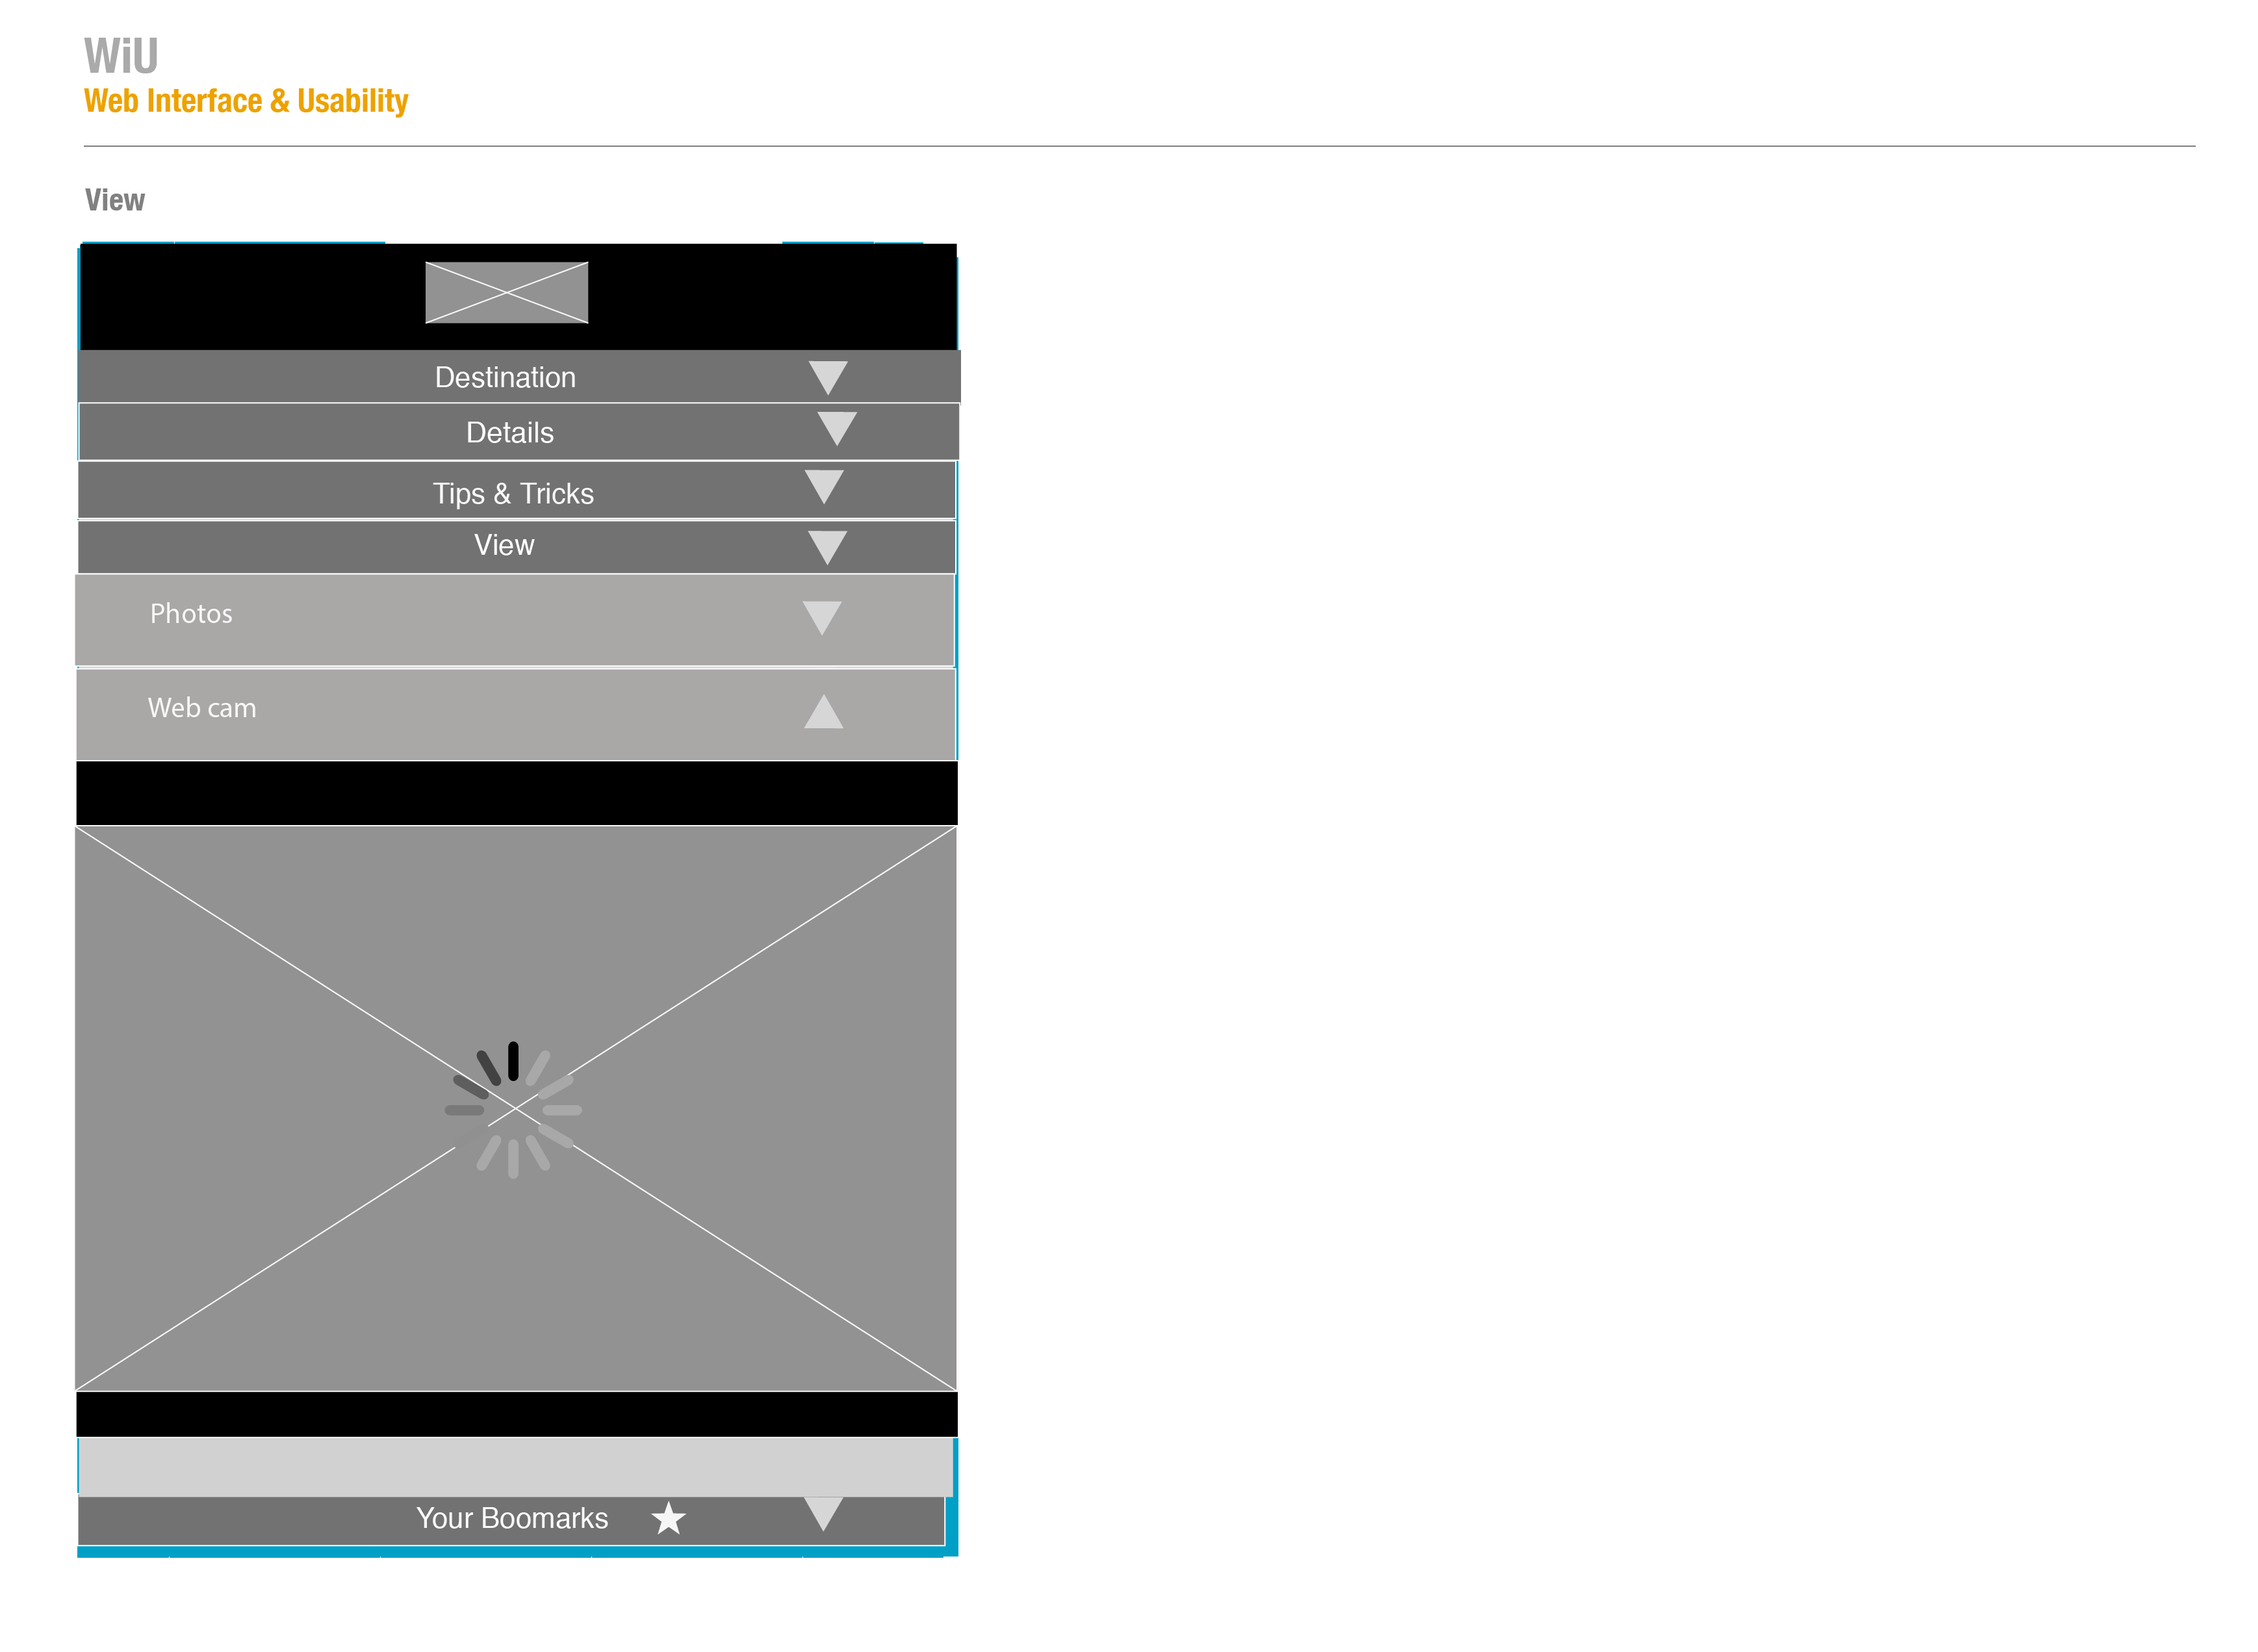 WiU
Web Interface & Usability
View
Destination
Details
Tips & Tricks
View
Photos
Web cam
Your Boomarks